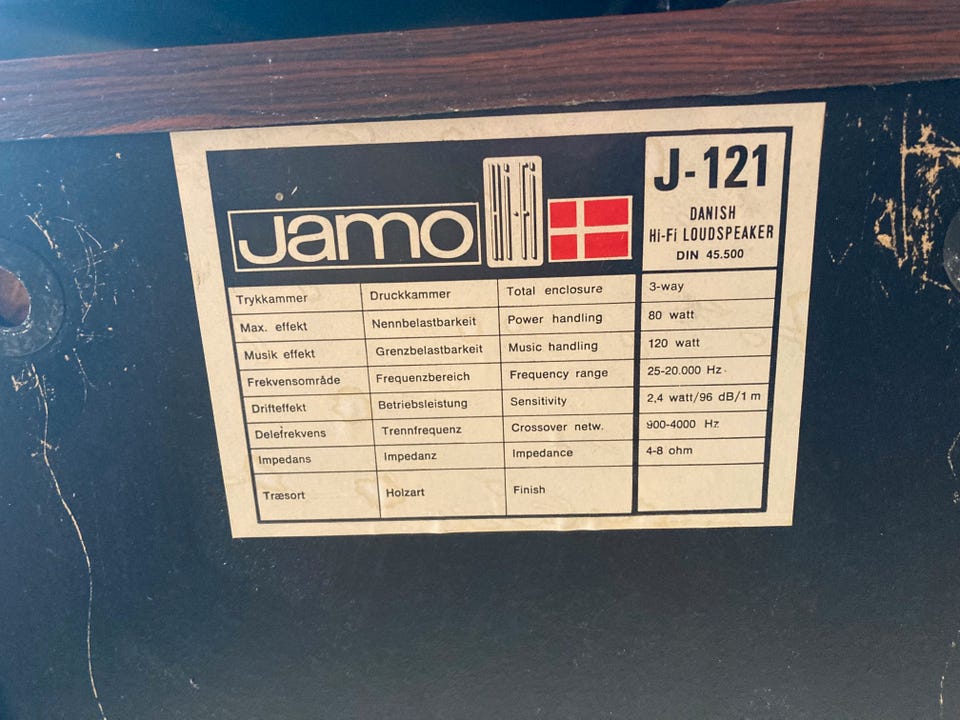 Jamo Hi-Fi
J-121
DANISH
Hi-Fi LOUDSPEAKER
DIN 45.500
Trykkammer Druckkammer Total enclosure 3-way
Max. effekt Nennbelastbarkeit Power handling 80 watt
Musik effekt Grenzbelastbarkeit Music handling 120 watt
Frekvensområde Frequenzbereich Frequency range 25-20.000 Hz
Drifteffekt Betriebsleistung Sensitivity 2,4 watt/96 dB/1 m
Delefrekvens Trennfrequenz Crossover netw. 900-4000 Hz
Impedans Impedanz Impedance 4-8 ohm
Træsort Holzart Finish